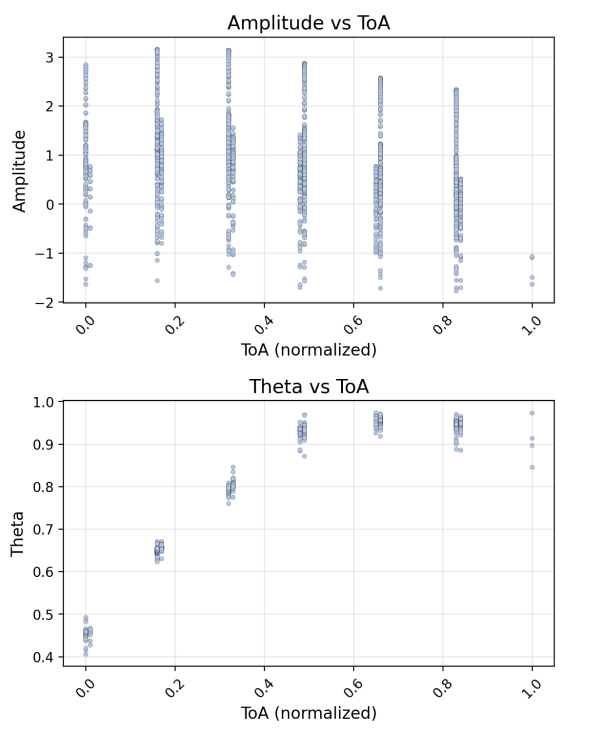 Amplitude vs ToA
3
2
1
0
−1
−2
Amplitude
0.0 0.2 0.4 0.6 0.8 1.0
ToA (normalized)
Theta vs ToA
1.0
0.9
0.8
0.7
0.6
0.5
0.4
Theta
0.0 0.2 0.4 0.6 0.8 1.0
ToA (normalized)